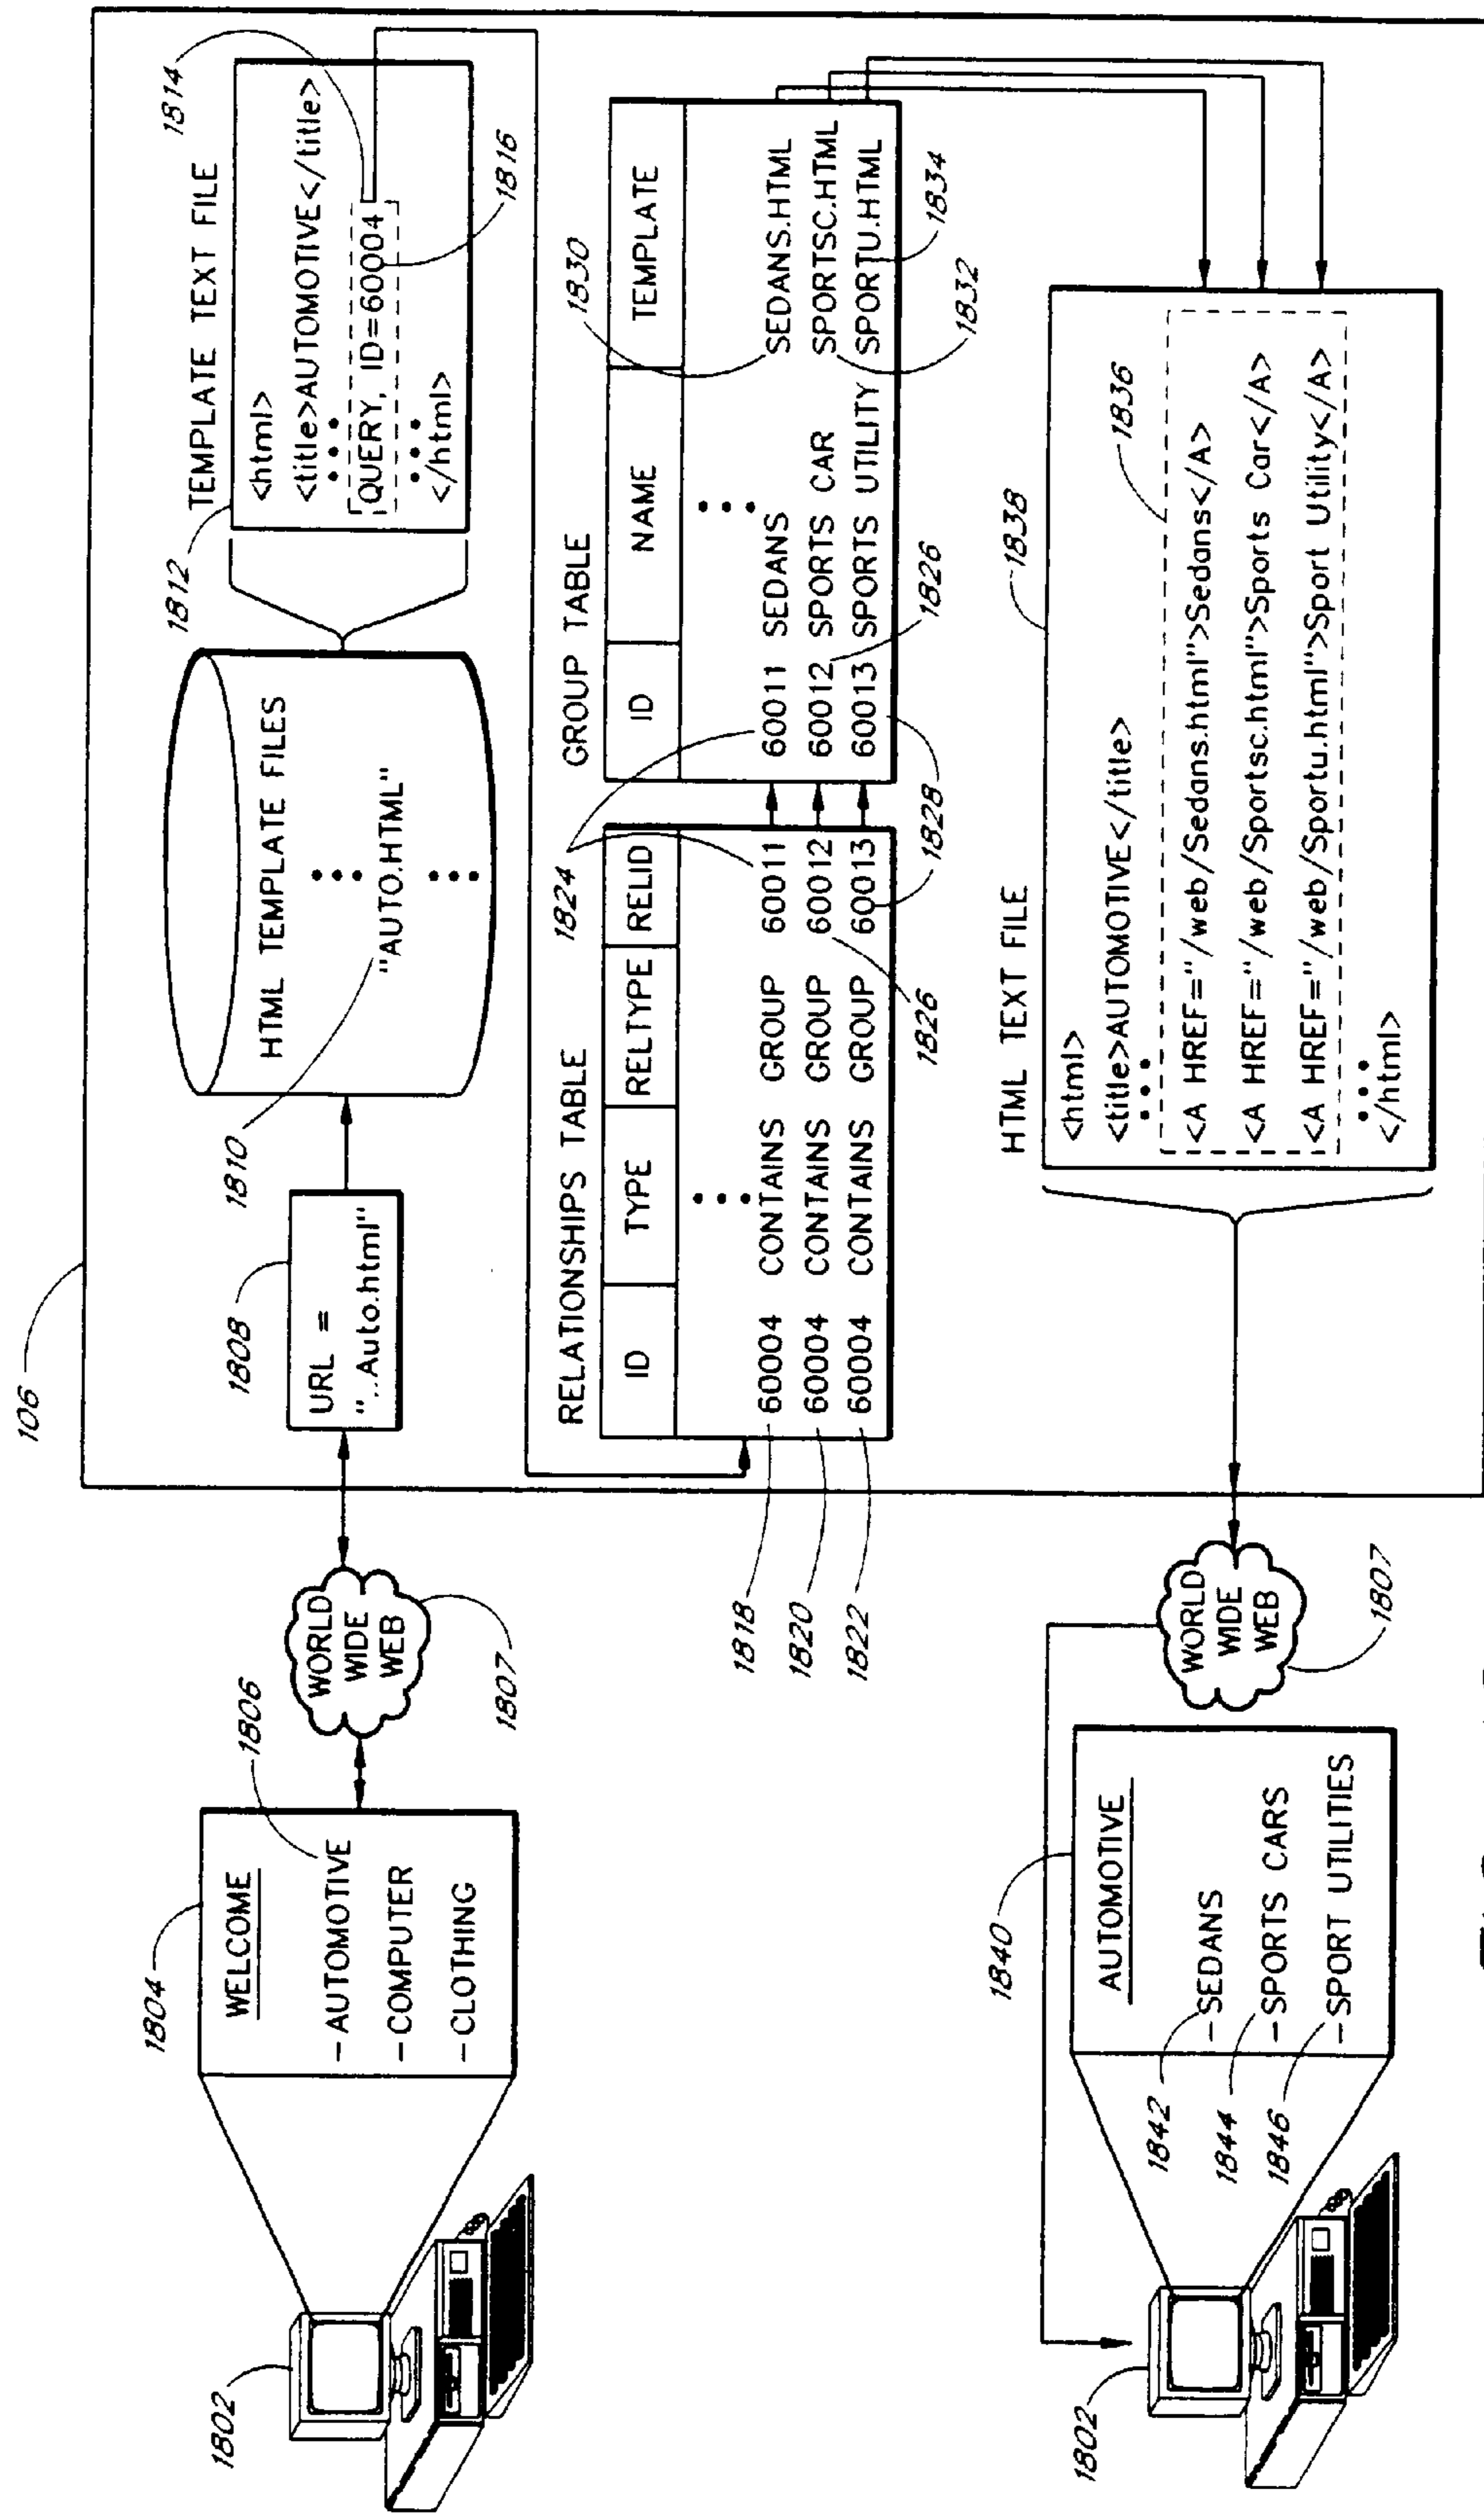 106
1804
WELCOME
1806
- AUTOMOTIVE
- COMPUTER
- CLOTHING
1802
WORLD
WIDE
WEB
1807
1808
URL =
"..Auto.html"
1810
HTML TEMPLATE FILES
"AUTO.HTML"
1812
TEMPLATE TEXT FILE
1814
<html>
<title>AUTOMOTIVE</title>
QUERY, ID=60004
</html>
1816
RELATIONSHIPS TABLE
1824
ID TYPE RELTYPE RELID
60004 CONTAINS GROUP 60011
60004 CONTAINS GROUP 60012
60004 CONTAINS GROUP 60013
1818
1820
1822
1826
1828
GROUP TABLE
1830
ID NAME TEMPLATE
60011 SEDANS SEDANS.HTML
60012 SPORTS CAR SPORTSC.HTML
60013 SPORTS UTILITY SPORTU.HTML
1826
1834
1832
HTML TEXT FILE
1838
1836
<html>
<title>AUTOMOTIVE</title>
<A HREF="/web/Sedans.html">Sedans</A>
<A HREF="/web/Sportsc.html">Sports Car</A>
<A HREF="/web/Sportu.html">Sport Utility</A>
</html>
WORLD
WIDE
WEB
1807
1840
AUTOMOTIVE
1842
- SEDANS
1844
- SPORTS CARS
1846
- SPORT UTILITIES
1802